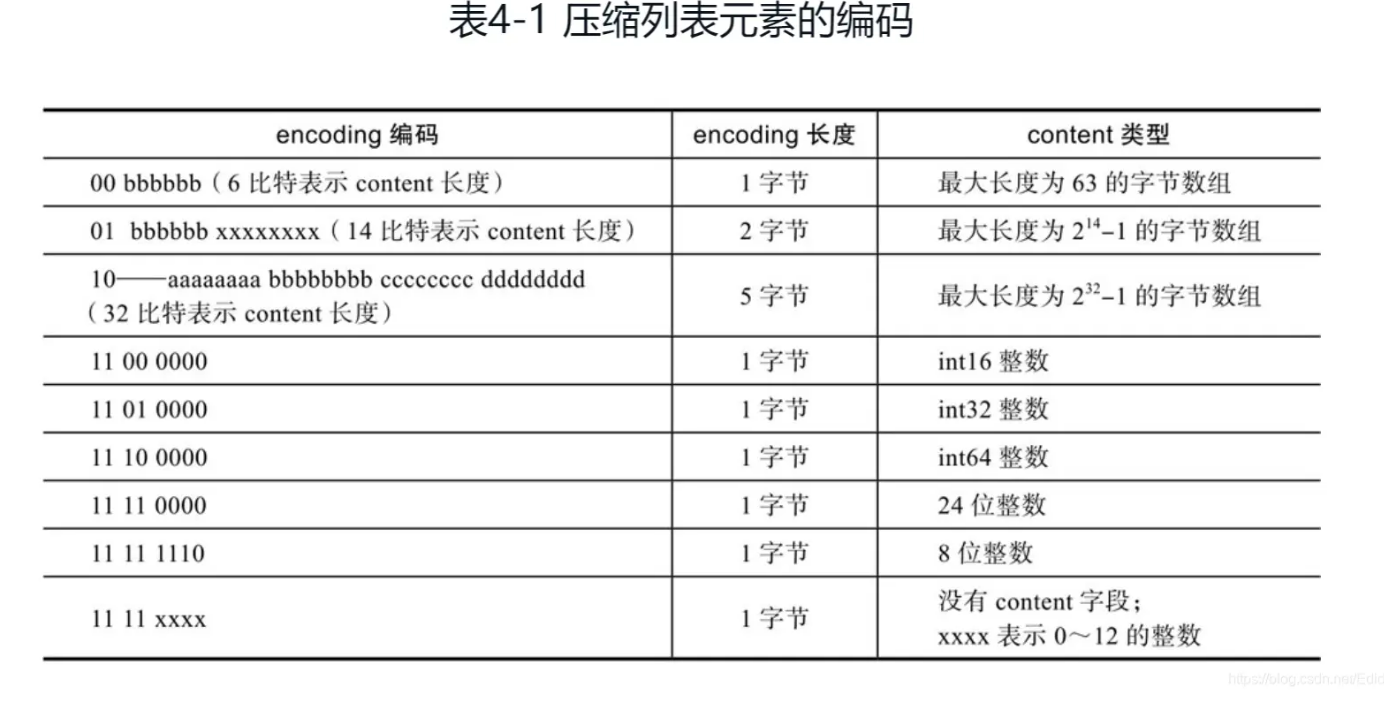 表4-1 压缩列表元素的编码
encoding 编码 encoding 长度 content 类型
00 bbbbbb（6 比特表示 content 长度） 1 字节 最大长度为 63 的字节数组
01 bbbbbb xxxxxxxx（14 比特表示 content 长度） 2 字节 最大长度为 2¹⁴–1 的字节数组
10——aaaaaaaa bbbbbbbb cccccccc dddddddd
（32 比特表示 content 长度） 5 字节 最大长度为 2³²–1 的字节数组
11 00 0000 1 字节 int16 整数
11 01 0000 1 字节 int32 整数
11 10 0000 1 字节 int64 整数
11 11 0000 1 字节 24 位整数
11 11 1110 1 字节 8 位整数
11 11 xxxx 1 字节 没有 content 字段；
xxxx 表示 0～12 的整数
https://blog.csdn.net/Edid